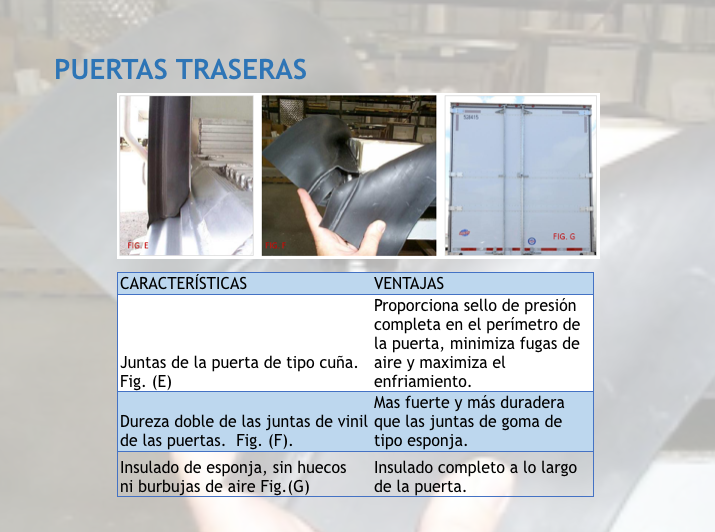 PUERTAS TRASERAS
FIG. E
FIG. F
FIG. G
CARACTERÍSTICAS VENTAJAS
Juntas de la puerta de tipo cuña.
Fig. (E)
Proporciona sello de presión
completa en el perímetro de
la puerta, minimiza fugas de
aire y maximiza el
enfriamiento.
Dureza doble de las juntas de vinil
de las puertas.  Fig. (F).
Mas fuerte y más duradera
que las juntas de goma de
tipo esponja.
Insulado de esponja, sin huecos
ni burbujas de aire Fig.(G)
Insulado completo a lo largo
de la puerta.